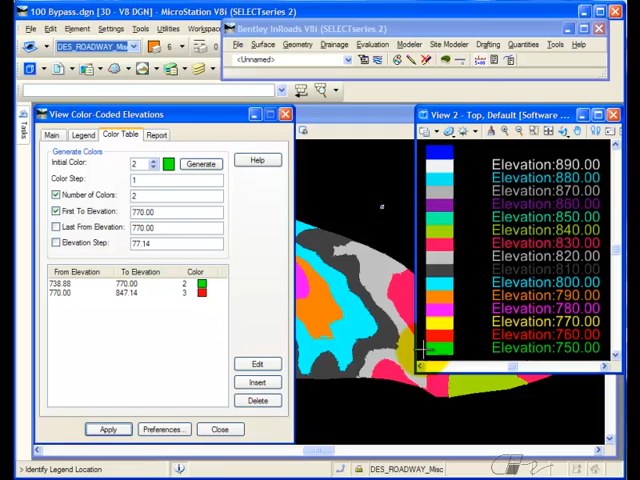 100 Bypass.dgn [3D - V8 DGN] - MicroStation V8i (SELECTseries 2)
File Edit Element Settings Tools Utilities
DES_ROADWAY_Misc 6
Bentley InRoads V8i (SELECTseries 2)
File Surface Geometry Drainage Evaluation Modeler Site Modeler Drafting Quantities Tools Help
(Unnamed)
Tasks
View Color-Coded Elevations
Main Legend Color Table Report
Generate Colors
Initial Color: 2 Generate
Help
Color Step: 1
Number of Colors: 2
First To Elevation: 770.00
Last From Elevation: 770.00
Elevation Step: 77.14
From Elevation To Elevation Color
738.88 770.00 2
770.00 847.14 3
Edit
Insert
Delete
Apply Preferences... Close
View 2 - Top, Default [Software ...
Elevation:890.00
Elevation:880.00
Elevation:870.00
Elevation:860.00
Elevation:850.00
Elevation:840.00
Elevation:830.00
Elevation:820.00
Elevation:810.00
Elevation:800.00
Elevation:790.00
Elevation:780.00
Elevation:770.00
Elevation:760.00
Elevation:750.00
> Identify Legend Location
DES_ROADWAY_Misc